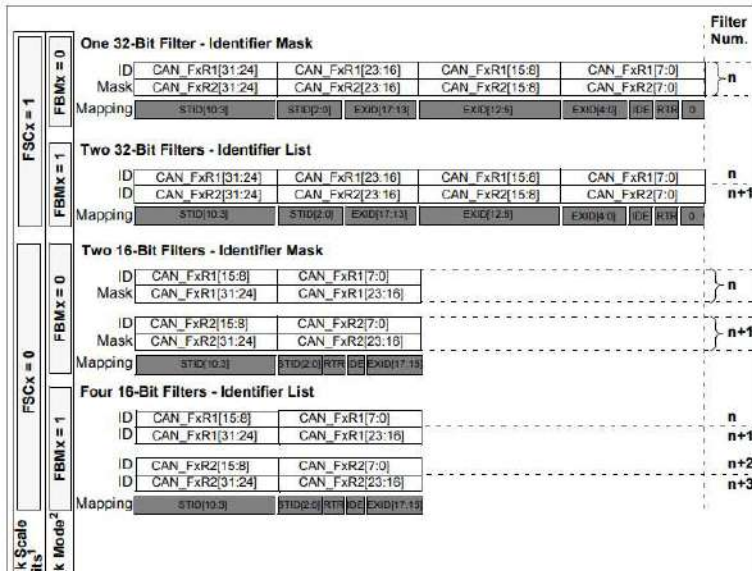 Filter
Num.
One 32-Bit Filter - Identifier Mask
ID CAN_FxR1[31:24] CAN_FxR1[23:16] CAN_FxR1[15:8] CAN_FxR1[7:0]
Mask CAN_FxR2[31:24] CAN_FxR2[23:16] CAN_FxR2[15:8] CAN_FxR2[7:0]
n
Mapping STID[10:3] STID[2:0] EXID[17:13] EXID[12:5] EXID[4:0] IDE RTR 0
Two 32-Bit Filters - Identifier List
ID CAN_FxR1[31:24] CAN_FxR1[23:16] CAN_FxR1[15:8] CAN_FxR1[7:0] n
ID CAN_FxR2[31:24] CAN_FxR2[23:16] CAN_FxR2[15:8] CAN_FxR2[7:0] n+1
Mapping STID[10:3] STID[2:0] EXID[17:13] EXID[12:5] EXID[4:0] IDE RTR 0
Two 16-Bit Filters - Identifier Mask
ID CAN_FxR1[15:8] CAN_FxR1[7:0]
Mask CAN_FxR1[31:24] CAN_FxR1[23:16]
n
ID CAN_FxR2[15:8] CAN_FxR2[7:0]
Mask CAN_FxR2[31:24] CAN_FxR2[23:16]
n+1
Mapping STID[10:3] STID[2:0] RTR IDE EXID[17:15]
Four 16-Bit Filters - Identifier List
ID CAN_FxR1[15:8] CAN_FxR1[7:0] n
ID CAN_FxR1[31:24] CAN_FxR1[23:16] n+1
ID CAN_FxR2[15:8] CAN_FxR2[7:0] n+2
ID CAN_FxR2[31:24] CAN_FxR2[23:16] n+3
Mapping STID[10:3] STID[2:0] RTR IDE EXID[17:15]
FSCx = 1
FBMx = 0
FBMx = 1
FSCx = 0
FBMx = 0
FBMx = 1
k Scale
its1
k Mode2